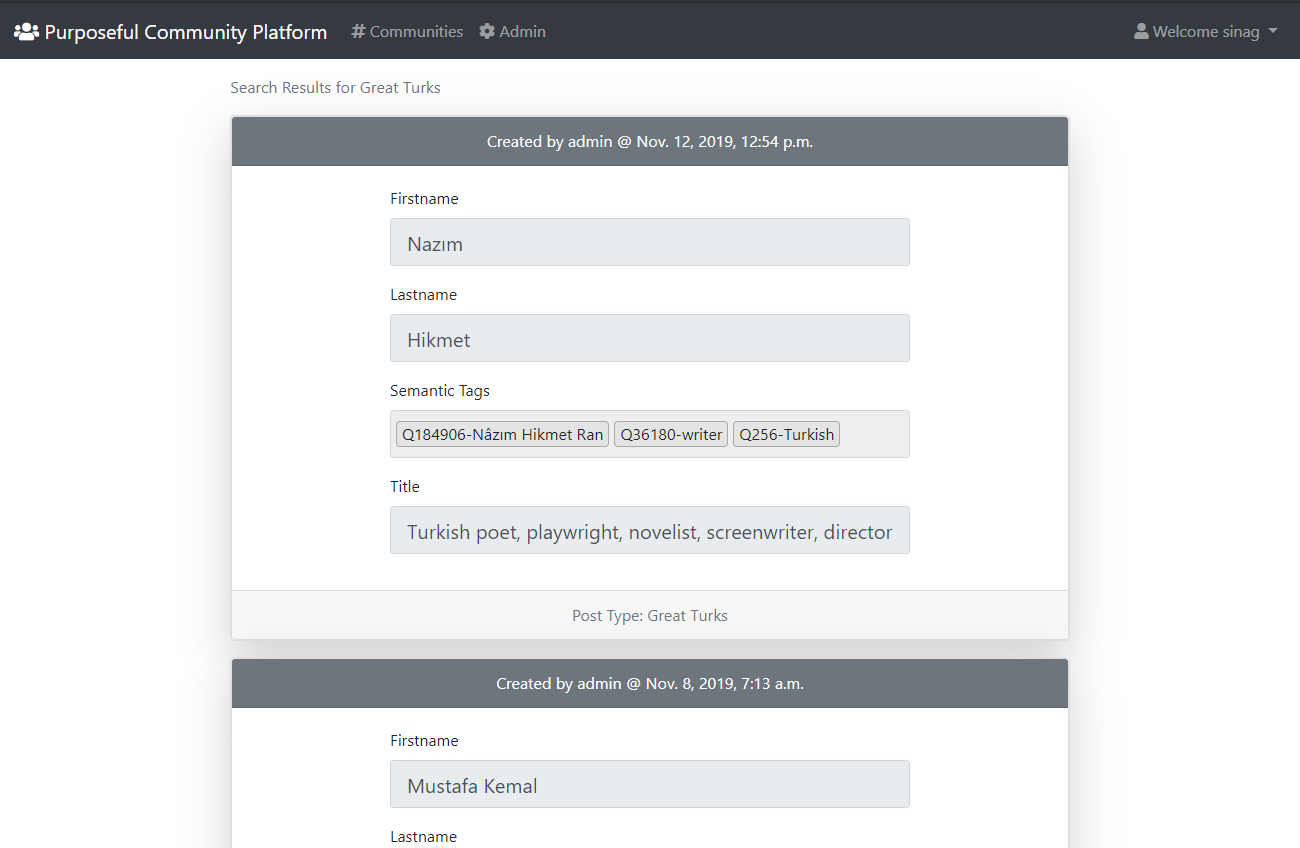 Purposeful Community Platform # Communities Admin Welcome sinag
Search Results for Great Turks
Created by admin @ Nov. 12, 2019, 12:54 p.m.
Firstname
Nazım
Lastname
Hikmet
Semantic Tags
Q184906-Nâzım Hikmet Ran Q36180-writer Q256-Turkish
Title
Turkish poet, playwright, novelist, screenwriter, director
Post Type: Great Turks
Created by admin @ Nov. 8, 2019, 7:13 a.m.
Firstname
Mustafa Kemal
Lastname